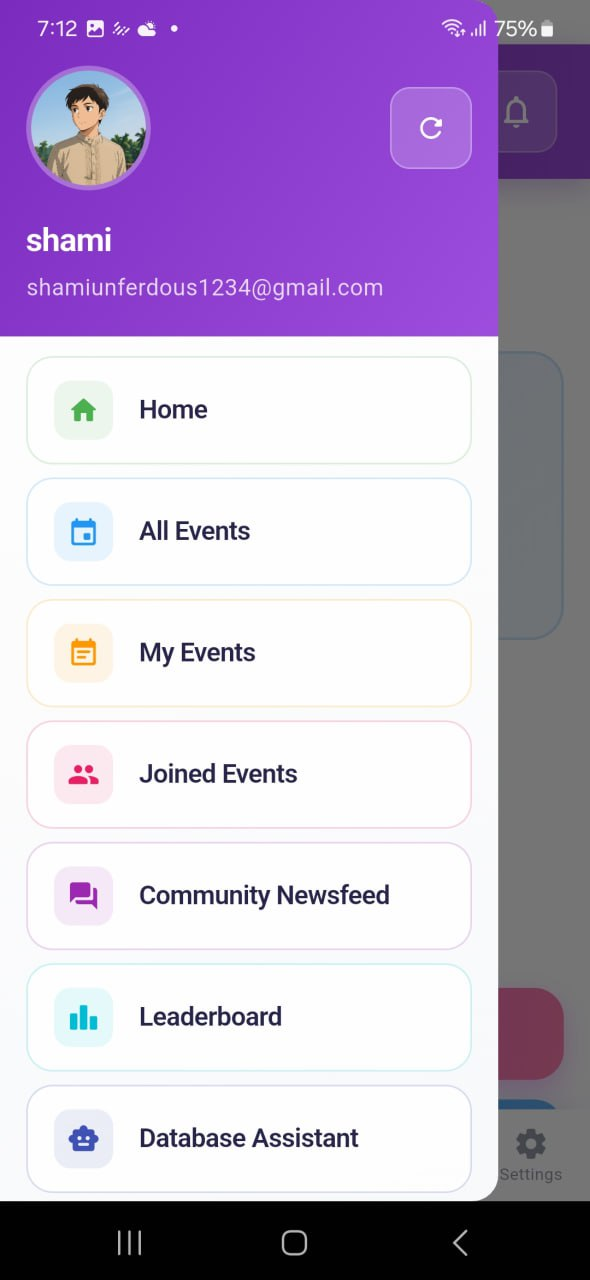 7:12
75%
shami
shamiunferdous1234@gmail.com
Home
All Events
My Events
Joined Events
Community Newsfeed
Leaderboard
Database Assistant
Settings